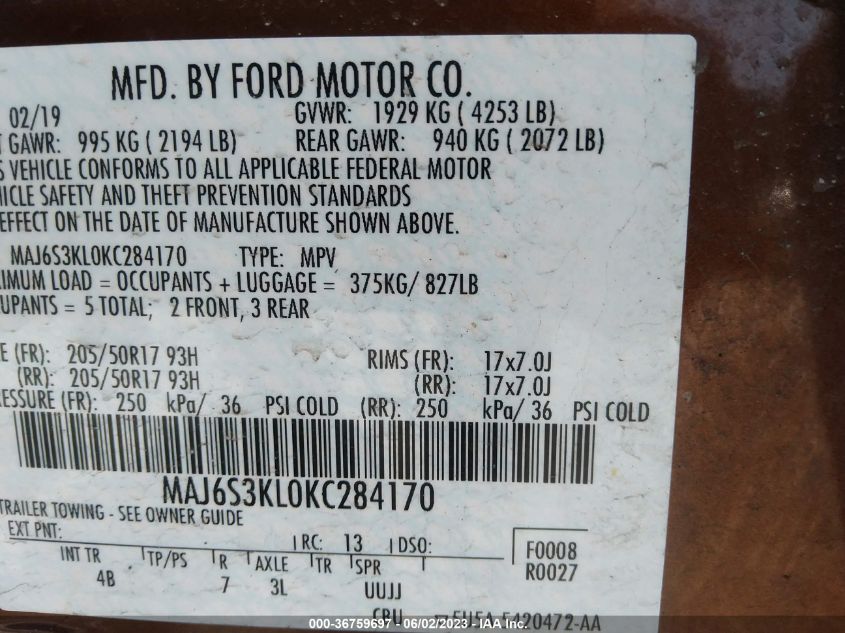 MFD. BY FORD MOTOR CO.
02/19 GVWR: 1929 KG ( 4253 LB)
GAWR: 995 KG ( 2194 LB) REAR GAWR: 940 KG ( 2072 LB)
VEHICLE CONFORMS TO ALL APPLICABLE FEDERAL MOTOR
HICLE SAFETY AND THEFT PREVENTION STANDARDS
EFFECT ON THE DATE OF MANUFACTURE SHOWN ABOVE.
MAJ6S3KL0KC284170 TYPE: MPV
IMUM LOAD = OCCUPANTS + LUGGAGE = 375KG/ 827LB
UPANTS = 5 TOTAL; 2 FRONT, 3 REAR
E (FR): 205/50R17 93H RIMS (FR): 17x7.0J
(RR): 205/50R17 93H (RR): 17x7.0J
ESSURE (FR): 250 kPa/ 36 PSI COLD (RR): 250 kPa/ 36 PSI COLD
MAJ6S3KL0KC284170
TRAILER TOWING - SEE OWNER GUIDE
EXT PNT: RC: 13 DSO: F0008
INT TR TP/PS R AXLE TR SPR R0027
4B 7 3L UUJJ
000-36759697 - 06/02/2023 - IAA Inc.